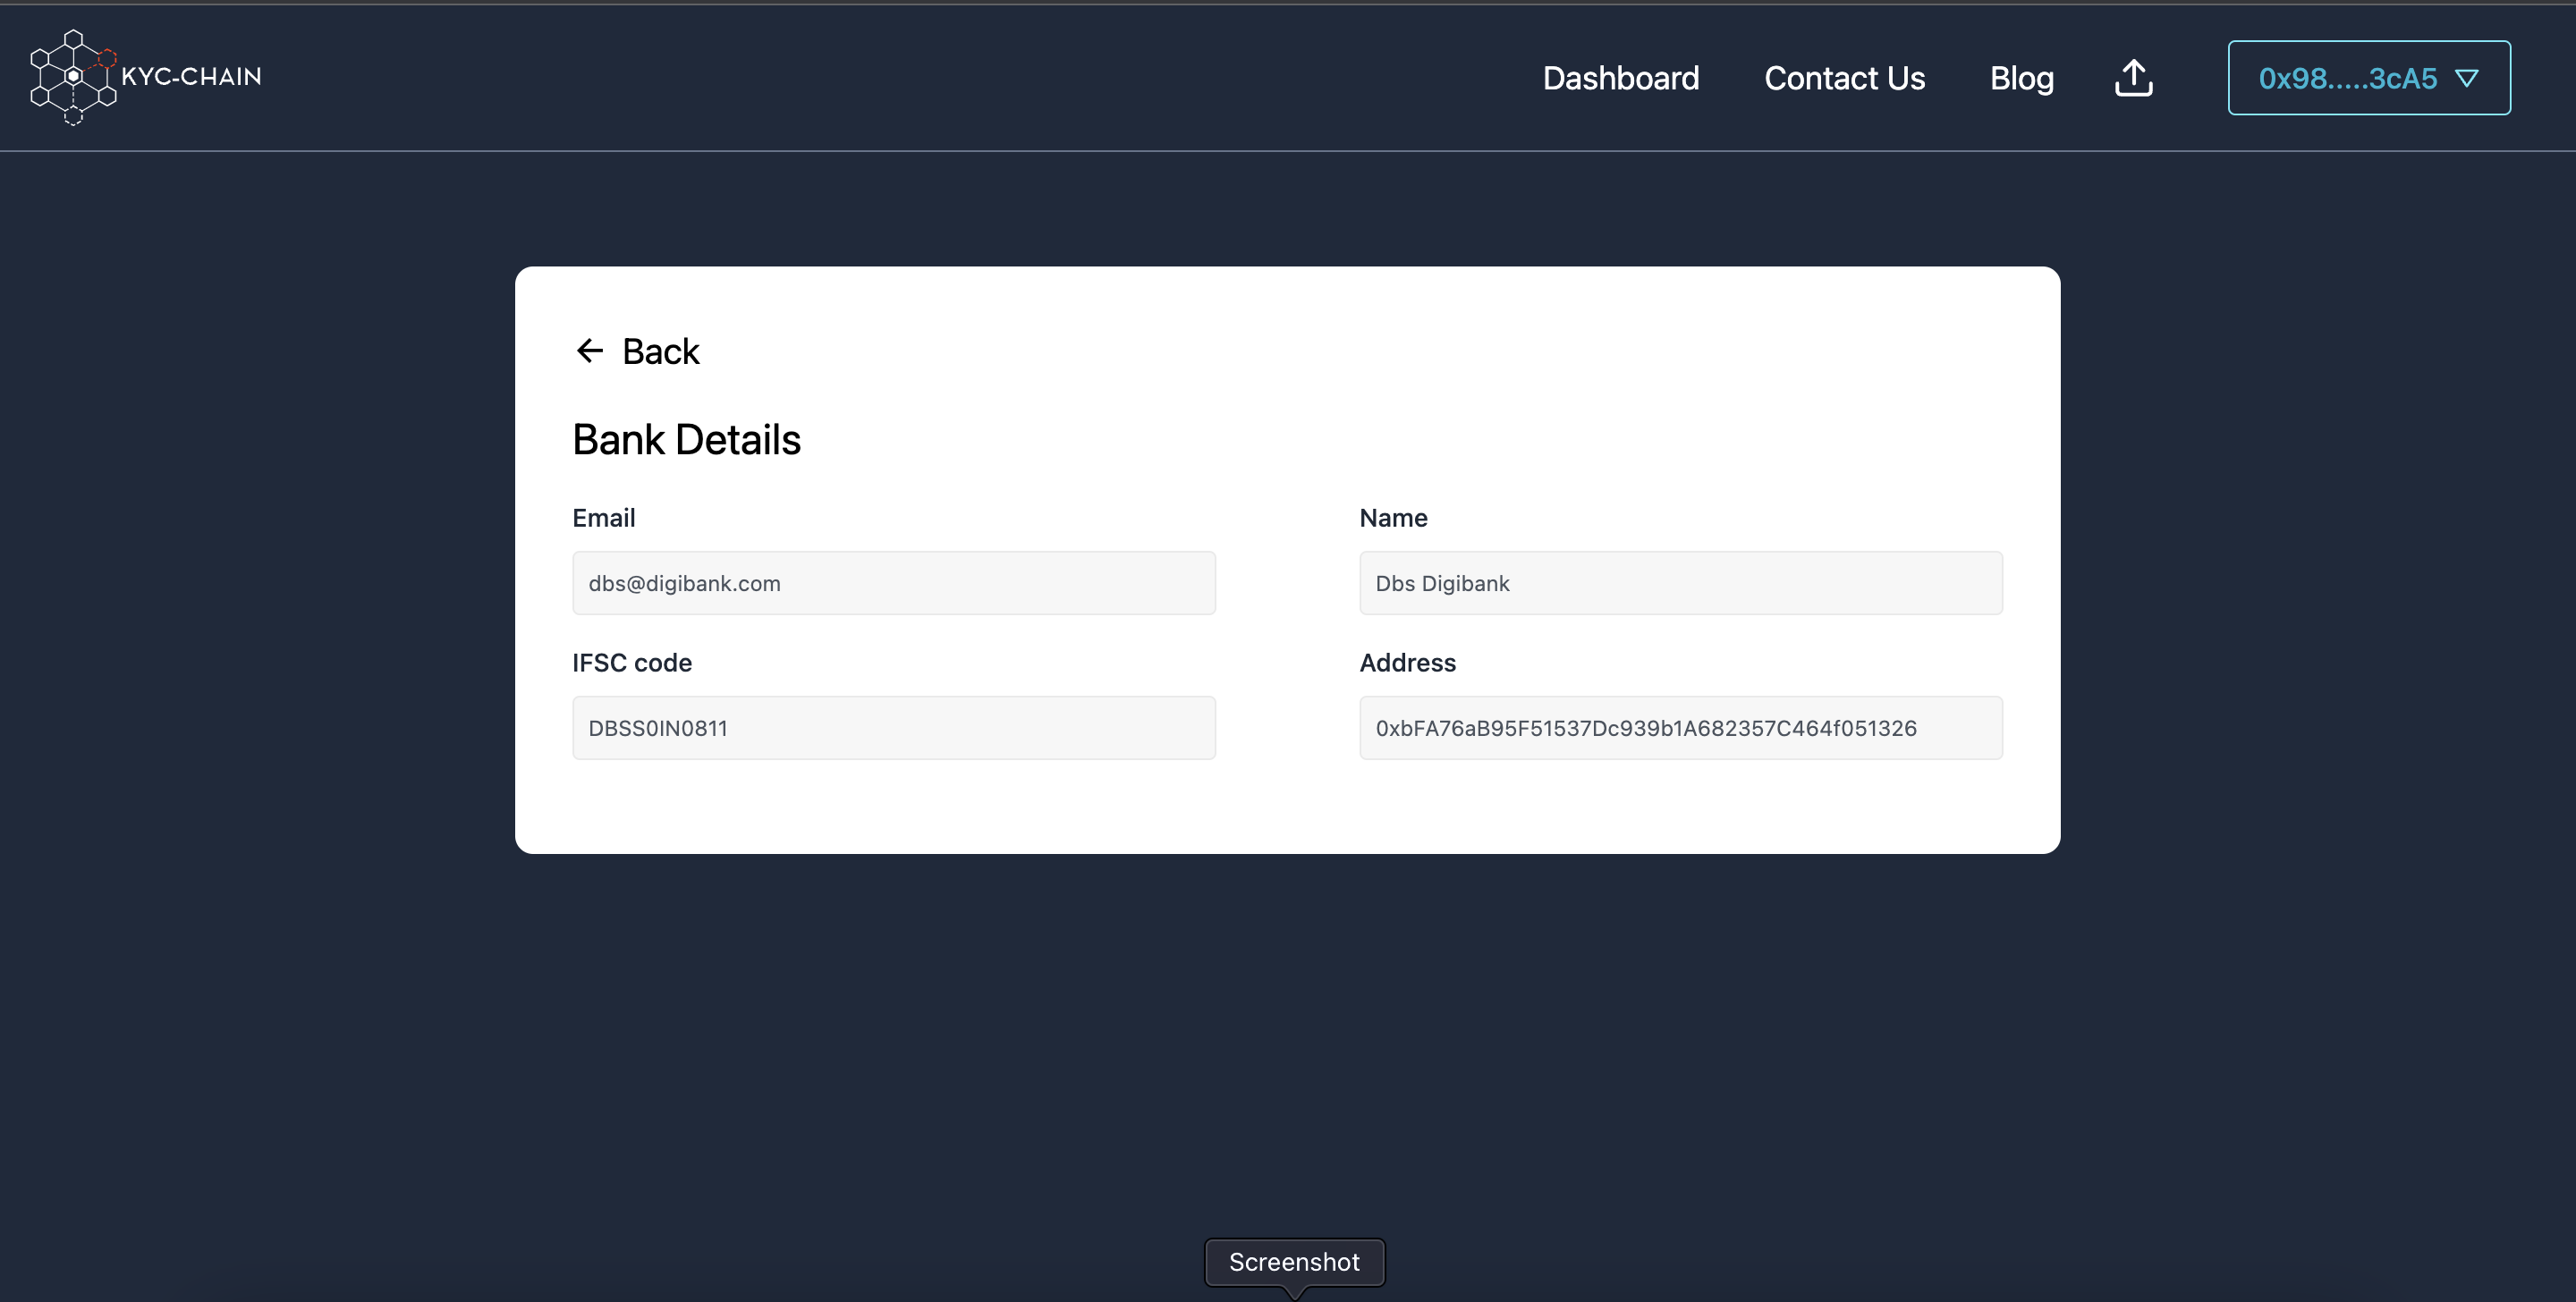 KYC-CHAIN
Dashboard Contact Us Blog 0x98.....3cA5
Back
Bank Details
Email Name
dbs@digibank.com Dbs Digibank
IFSC code Address
DBSS0IN0811 0xbFA76aB95F51537Dc939b1A682357C464f051326
Screenshot